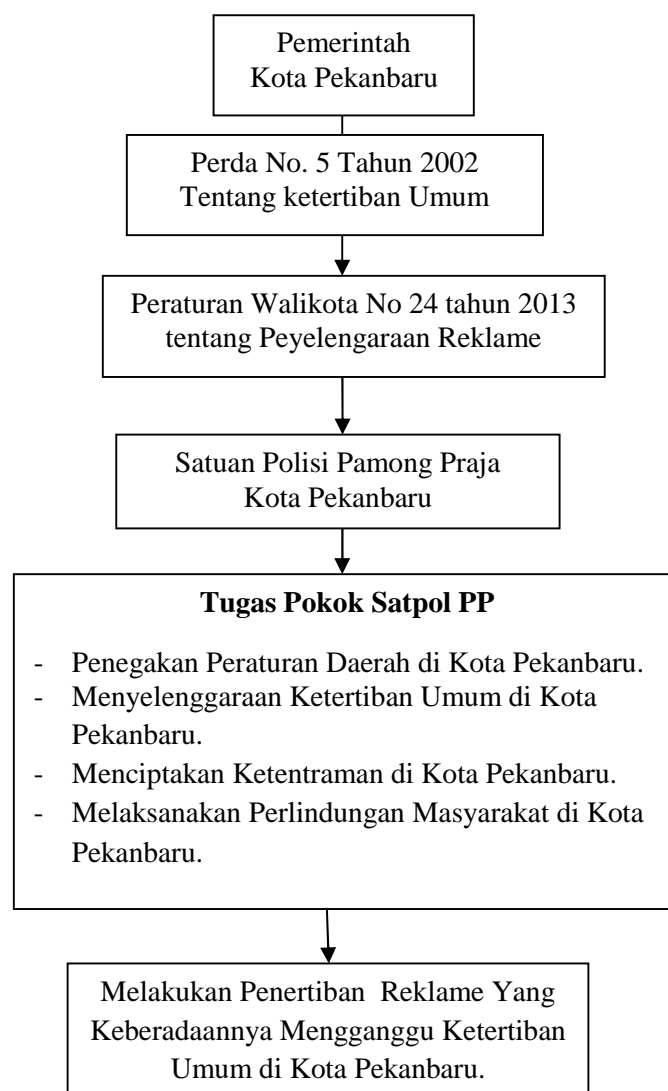 Pemerintah
Kota Pekanbaru
Perda No. 5 Tahun 2002
Tentang ketertiban Umum
Peraturan Walikota No 24 tahun 2013
tentang Peyelengaraan Reklame
Satuan Polisi Pamong Praja
Kota Pekanbaru
Tugas Pokok Satpol PP
- Penegakan Peraturan Daerah di Kota Pekanbaru.
- Menyelenggaraan Ketertiban Umum di Kota
Pekanbaru.
- Menciptakan Ketentraman di Kota Pekanbaru.
- Melaksanakan Perlindungan Masyarakat di Kota
Pekanbaru.
Melakukan Penertiban Reklame Yang
Keberadaannya Mengganggu Ketertiban
Umum di Kota Pekanbaru.